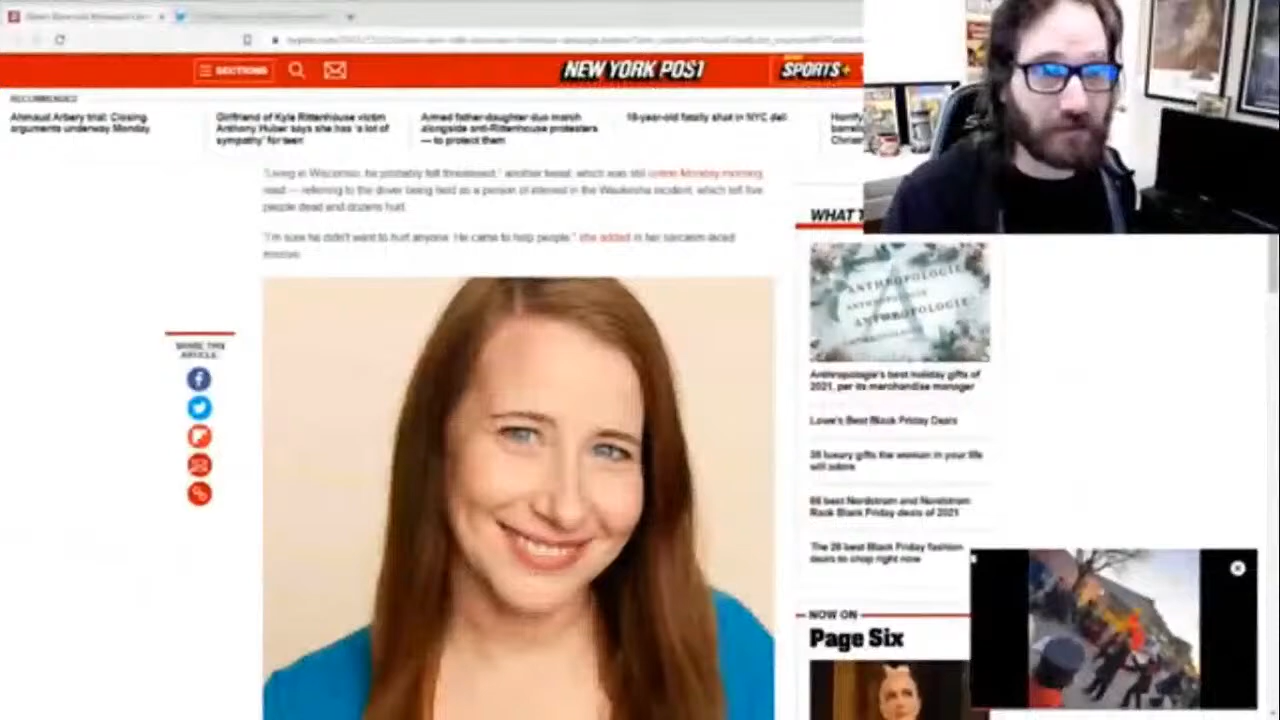 SECTIONS
NEW YORK POST
SPORTS+
RECOMMENDED
Ahmaud Arbery trial: Closing
arguments underway Monday
Girlfriend of Kyle Rittenhouse victim
Anthony Huber says she has 'a lot of
sympathy' for teen
Armed father-daughter duo march
alongside anti-Rittenhouse protesters
— to protect them
16-year-old fatally shot in NYC deli
"Living in Wisconsin, he probably felt threatened," another tweet, which was still online Monday morning,
read — referring to the driver being held as a person of interest in the Waukesha incident, which left five
people dead and dozens hurt.
"I'm sure he didn't want to hurt anyone. He came to help people," she added in her sarcasm-laced
SHARE THIS
ARTICLE:
WHAT T
ANTHROPOLOGIE
ANTHROPOLOGIE
ANTHROPOLOGIE
Anthropologie's best holiday gifts of
2021, per its merchandise manager
Lowe's Best Black Friday Deals
luxury gifts the woman in your life
will adore
best Nordstrom and Nordstrom
Rack Black Friday deals of 2021
The best Black Friday fashion
deals to shop right now
NOW ON
Page Six